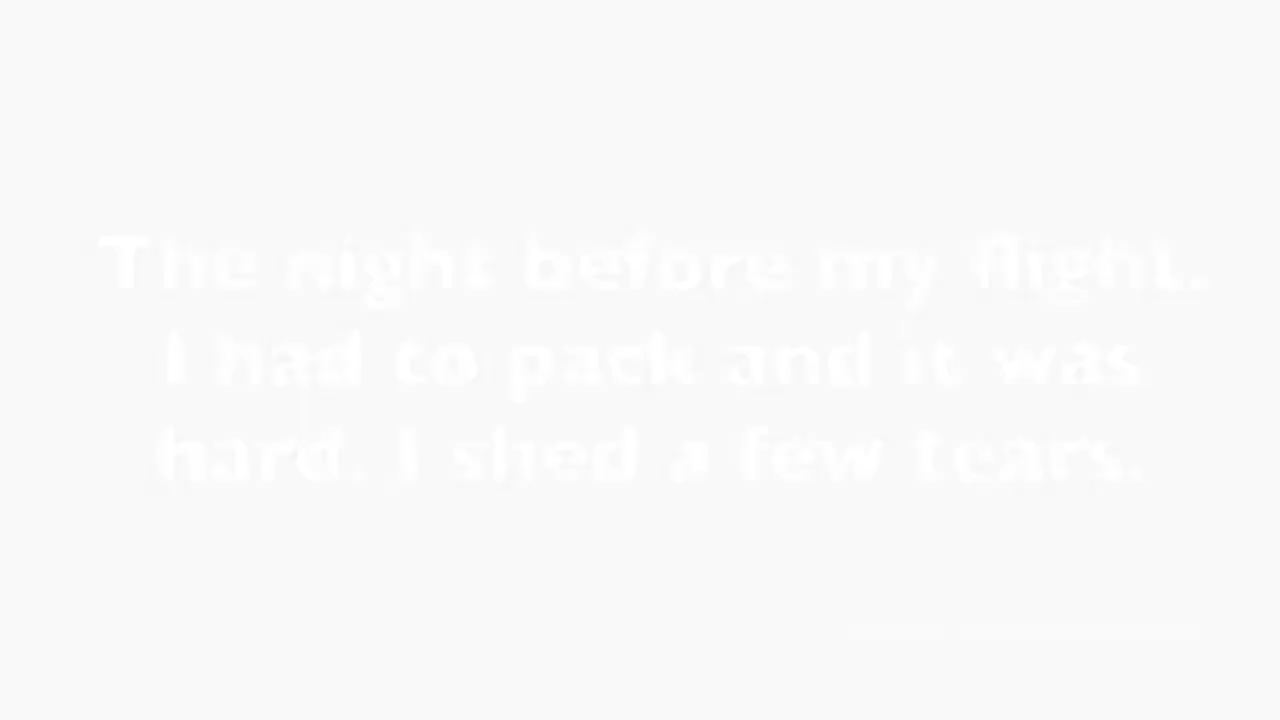 The night before my flight.
I had to pack and it was
hard. I shed a few tears.